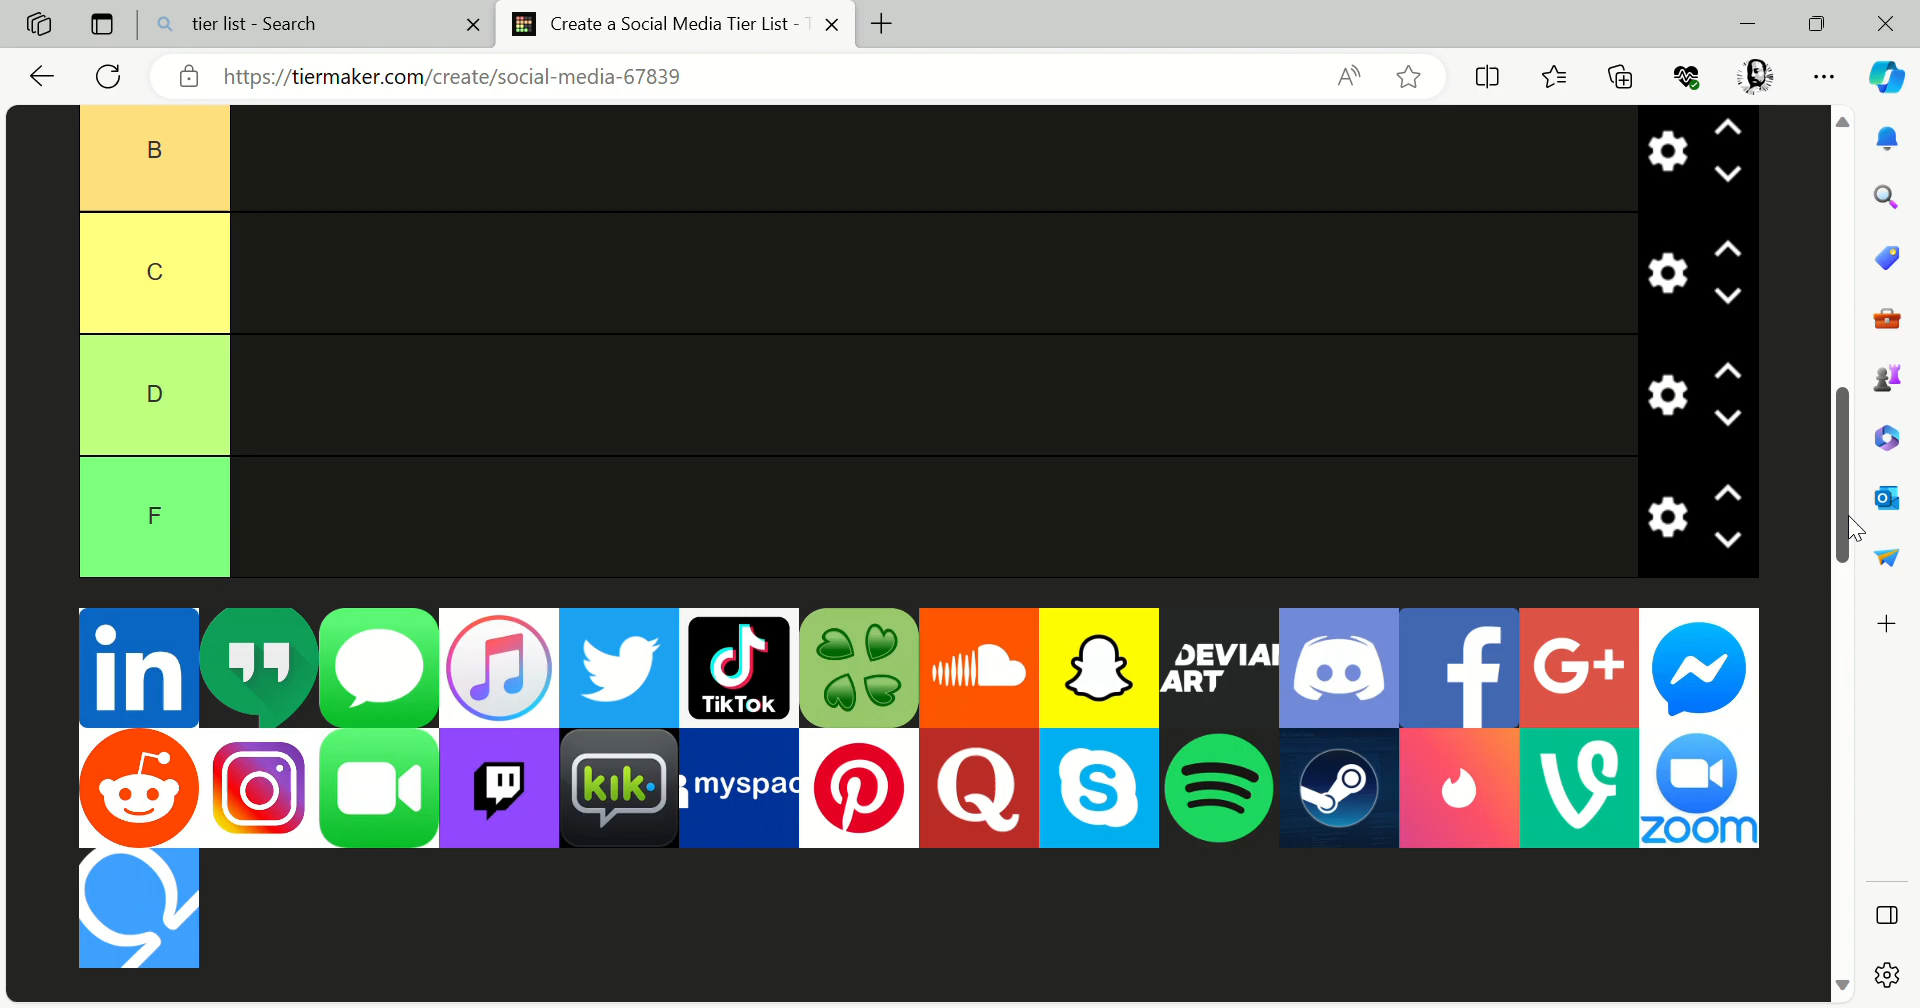 tier list - Search
Create a Social Media Tier List -
https://tiermaker.com/create/social-media-67839
B
C
D
F
in
TikTok
DEVIAI
ART
f
G+
kik.
myspac
Q
S
zoom